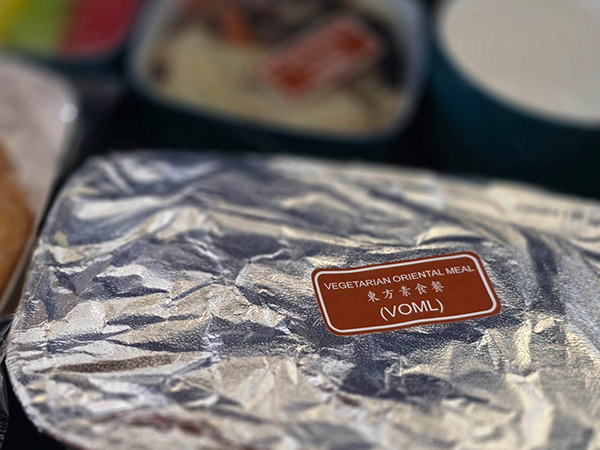 VEGETARIAN ORIENTAL MEAL
東方素食餐
(VOML)